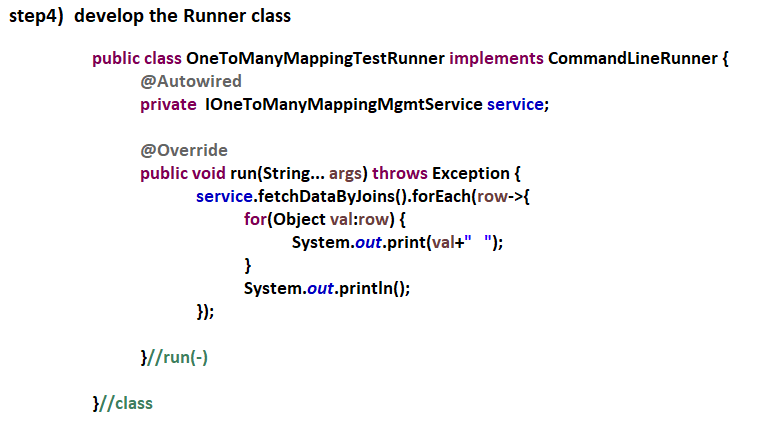 step4) develop the Runner class
public class OneToManyMappingTestRunner implements CommandLineRunner {
@Autowired
private IOneToManyMappingMgmtService service;
@Override
public void run(String... args) throws Exception {
service.fetchDataByJoins().forEach(row->{
for(Object val:row) {
System.out.print(val+" ");
}
System.out.println();
});
}//run(-)
}//class